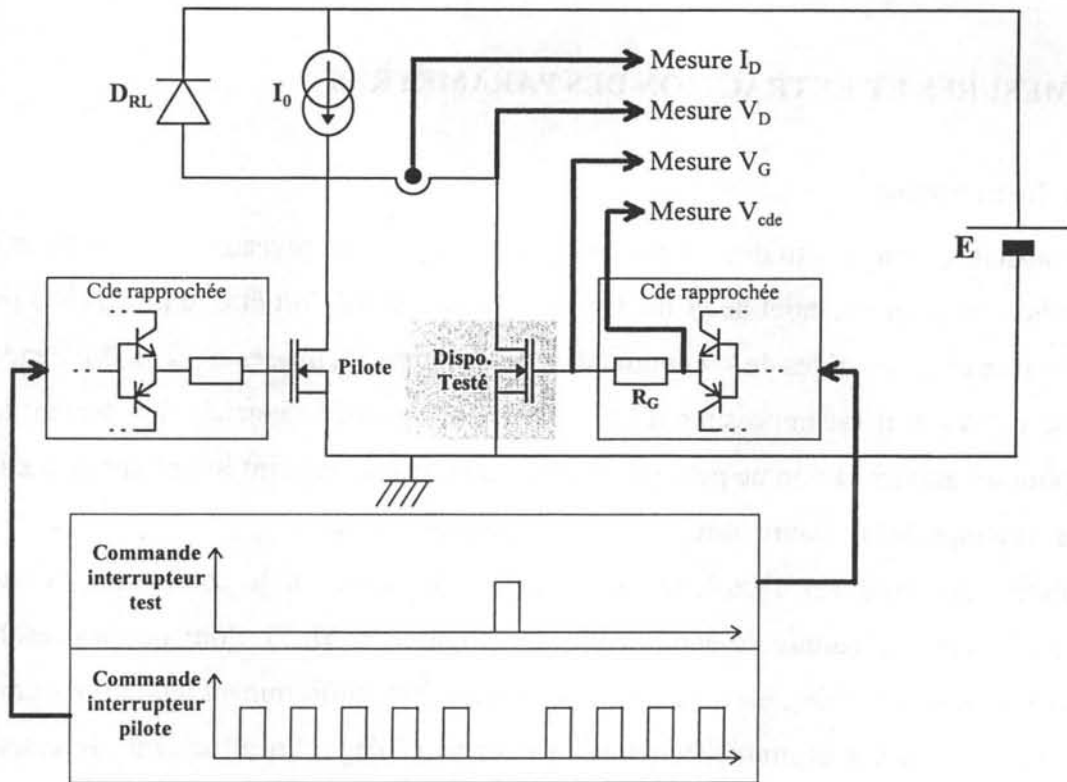 Mesure I_D
D_RL
I_0
Mesure V_D
Mesure V_G
Mesure V_cde
E
Cde rapprochée
Cde rapprochée
Pilote
Dispo.
Testé
R_G
Commande
interrupteur
test
Commande
interrupteur
pilote